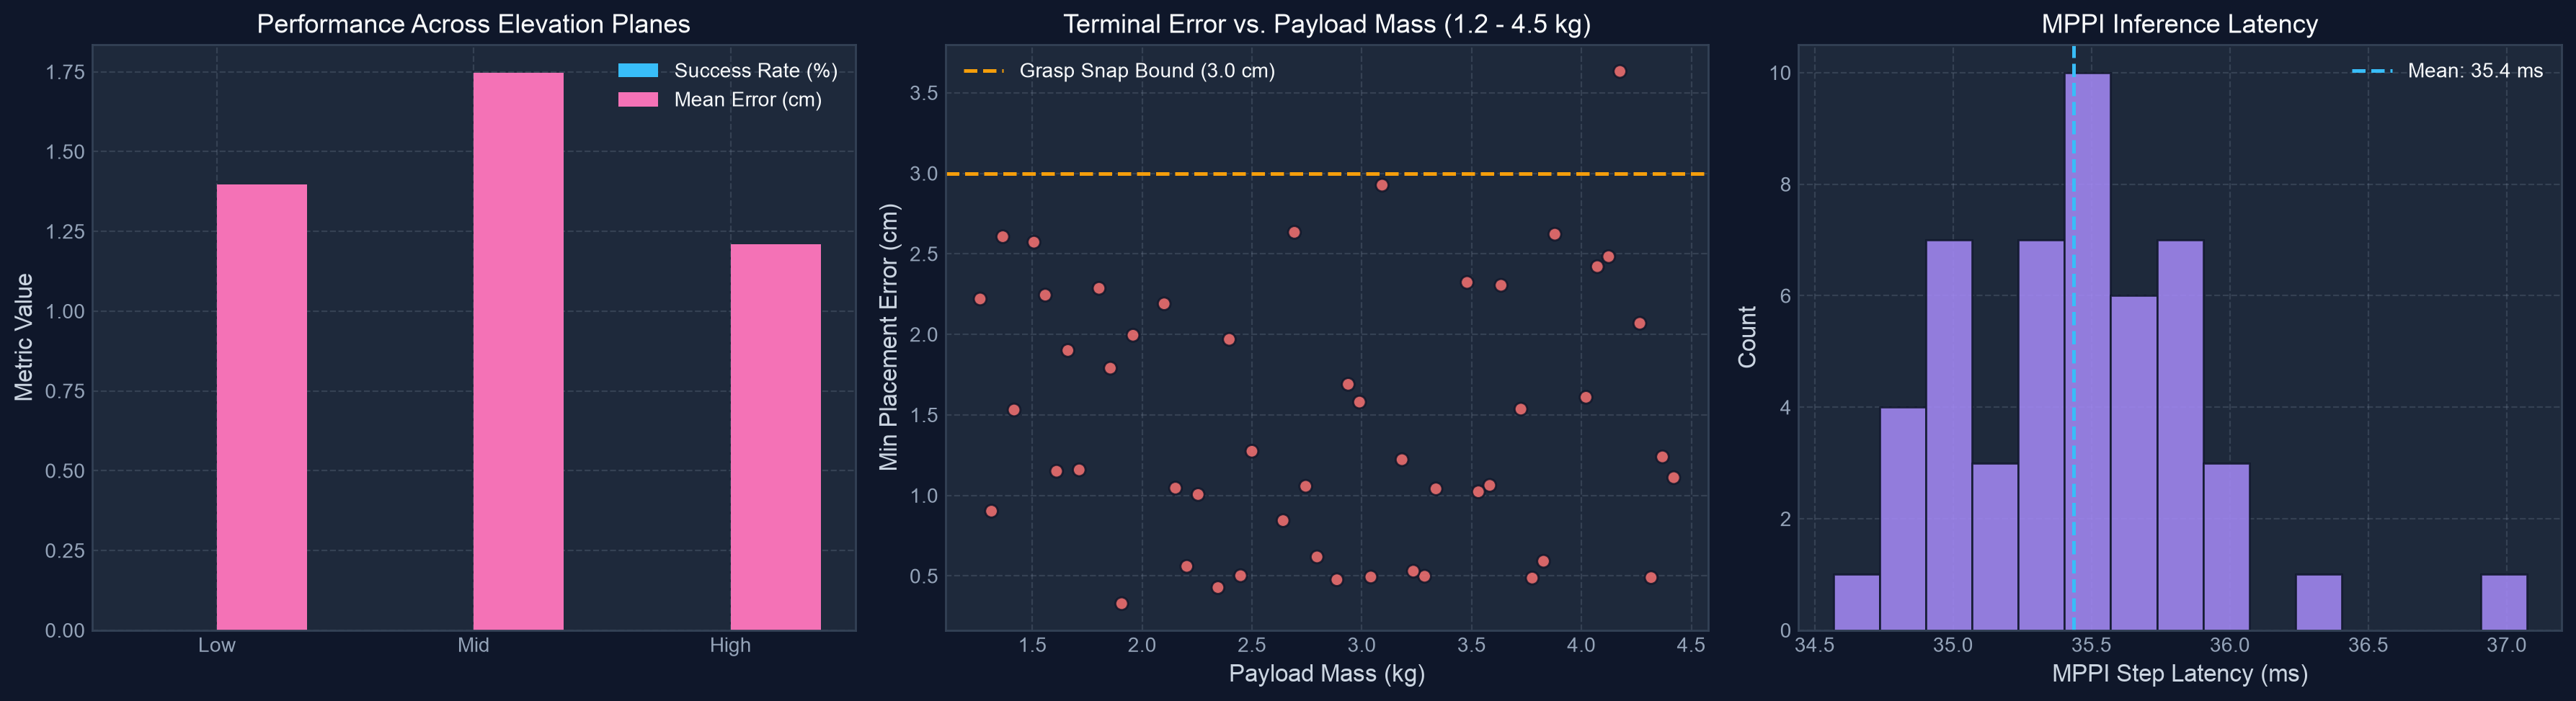 Performance Across Elevation Planes
Success Rate (%)
Mean Error (cm)
Metric Value
1.75
1.50
1.25
1.00
0.75
0.50
0.25
0.00
Low
Mid
High
Terminal Error vs. Payload Mass (1.2 - 4.5 kg)
Grasp Snap Bound (3.0 cm)
Min Placement Error (cm)
3.5
3.0
2.5
2.0
1.5
1.0
0.5
1.5
2.0
2.5
3.0
3.5
4.0
4.5
Payload Mass (kg)
MPPI Inference Latency
Mean: 35.4 ms
Count
10
8
6
4
2
0
34.5
35.0
35.5
36.0
36.5
37.0
MPPI Step Latency (ms)